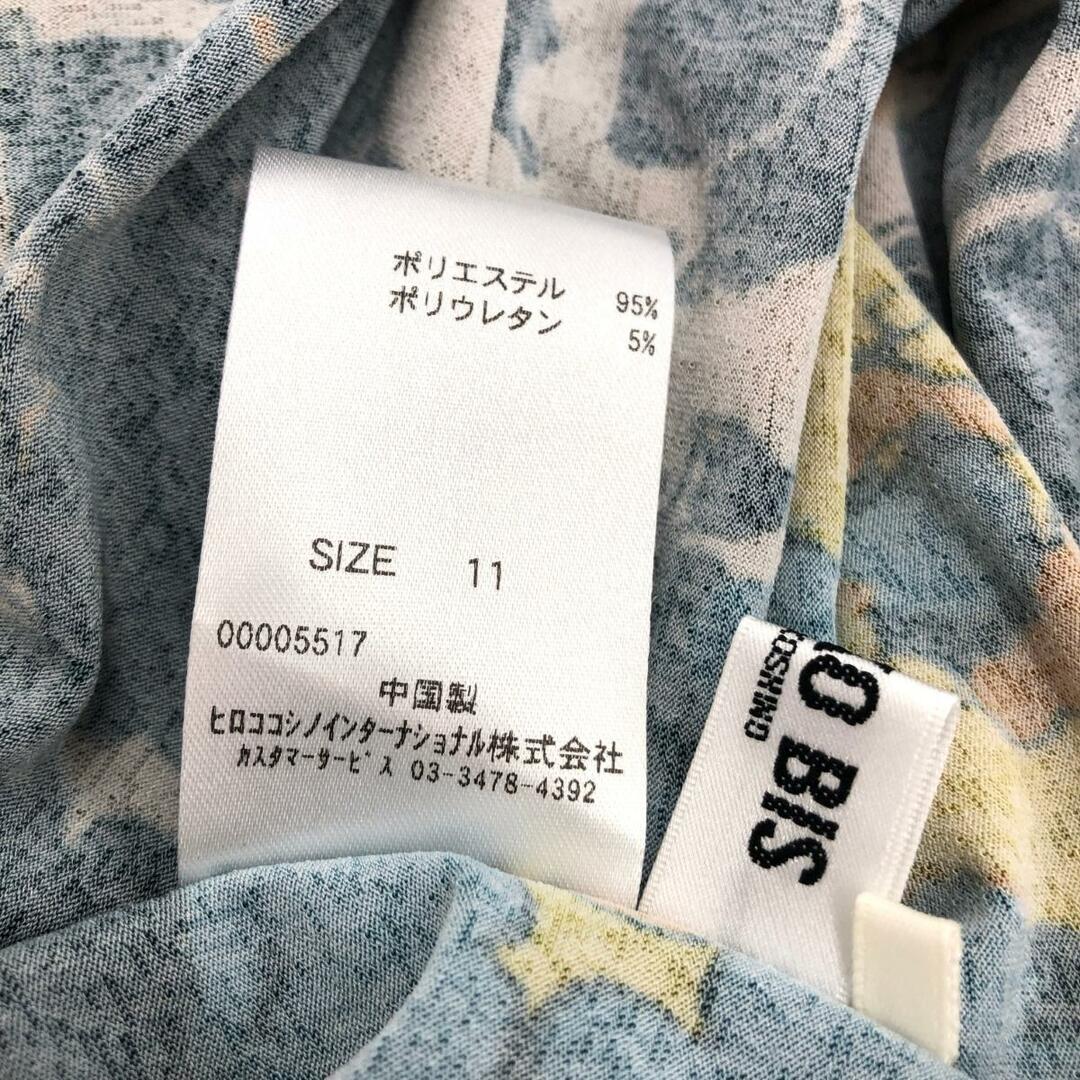 ポリエステル 95%
ポリウレタン 5%
SIZE 11
00005517
中国製
ヒロココシノインターナショナル株式会社
カスタマーサービス 03-3478-4392
BIS